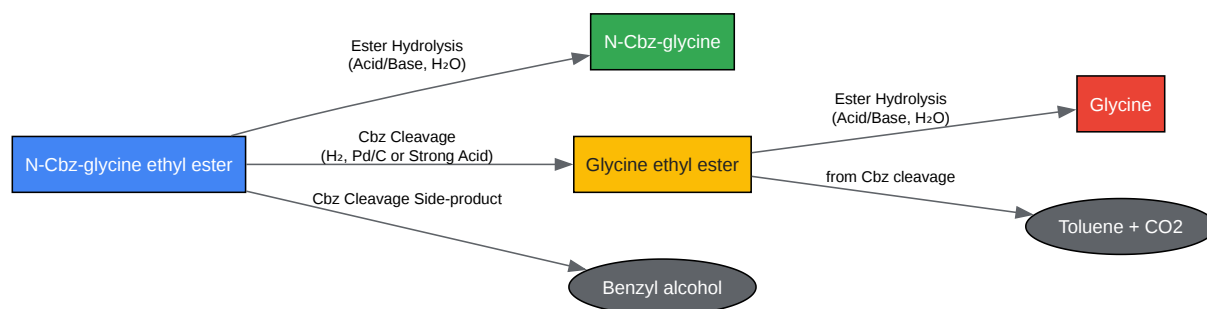 N-Cbz-glycine ethyl ester
Ester Hydrolysis
(Acid/Base, H₂O)
N-Cbz-glycine
Cbz Cleavage
(H₂, Pd/C or Strong Acid)
Glycine ethyl ester
Cbz Cleavage Side-product
Benzyl alcohol
Ester Hydrolysis
(Acid/Base, H₂O)
Glycine
from Cbz cleavage
Toluene + CO2